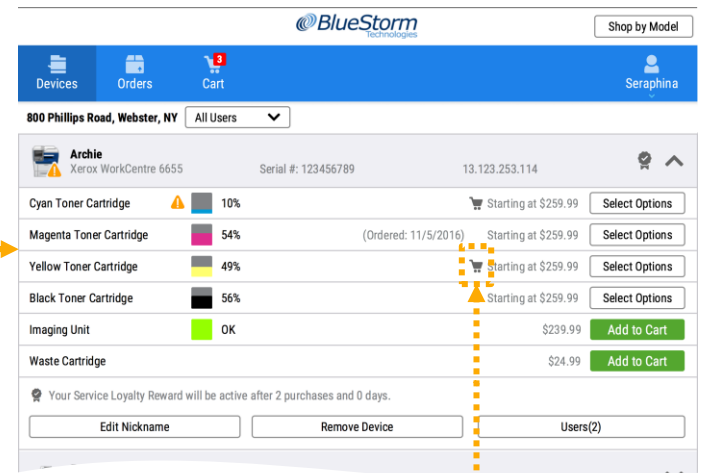 BlueStorm
Technologies
Shop by Model
3
Devices Orders Cart Seraphina
800 Phillips Road, Webster, NY All Users
Archie
Xerox WorkCentre 6655 Serial #: 123456789 13.123.253.114
Cyan Toner Cartridge 10% Starting at $259.99 Select Options
Magenta Toner Cartridge 54% (Ordered: 11/5/2016) Starting at $259.99 Select Options
Yellow Toner Cartridge 49% Starting at $259.99 Select Options
Black Toner Cartridge 56% Starting at $259.99 Select Options
Imaging Unit OK $239.99 Add to Cart
Waste Cartridge $24.99 Add to Cart
Your Service Loyalty Reward will be active after 2 purchases and 0 days.
Edit Nickname Remove Device Users(2)